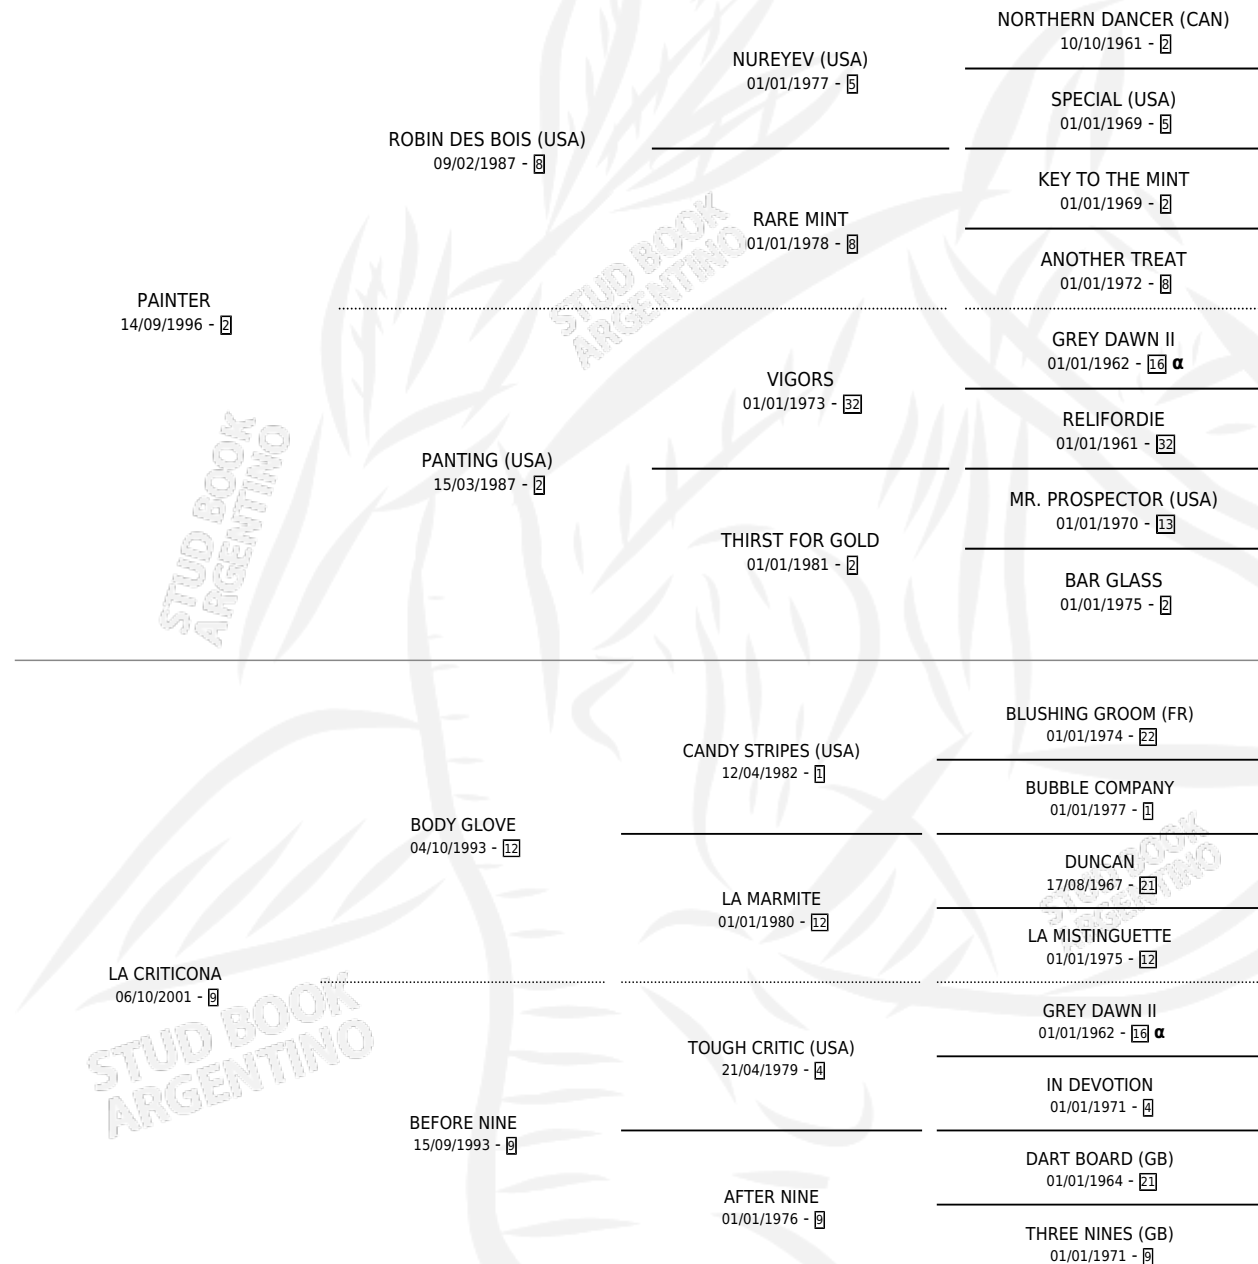 NORTHERN DANCER (CAN)
10/10/1961 - 2
NUREYEV (USA)
01/01/1977 - 5
SPECIAL (USA)
01/01/1969 - 5
ROBIN DES BOIS (USA)
09/02/1987 - 8
KEY TO THE MINT
01/01/1969 - 2
RARE MINT
01/01/1978 - 8
ANOTHER TREAT
01/01/1972 - 8
PAINTER
14/09/1996 - 2
STUD BOOK
ARGENTINO
GREY DAWN II
01/01/1962 - 16 α
VIGORS
01/01/1973 - 32
RELIFORDIE
01/01/1961 - 32
PANTING (USA)
15/03/1987 - 2
MR. PROSPECTOR (USA)
01/01/1970 - 13
THIRST FOR GOLD
01/01/1981 - 2
BAR GLASS
01/01/1975 - 2
STUD BOOK
ARGENTINO
BLUSHING GROOM (FR)
01/01/1974 - 22
CANDY STRIPES (USA)
12/04/1982 - 1
BUBBLE COMPANY
01/01/1977 - 1
BODY GLOVE
04/10/1993 - 12
DUNCAN
17/08/1967 - 21
LA MARMITE
01/01/1980 - 12
LA MISTINGUETTE
01/01/1975 - 12
STUD BOOK
ARGENTINO
LA CRITICONA
06/10/2001 - 9
GREY DAWN II
01/01/1962 - 16 α
TOUGH CRITIC (USA)
21/04/1979 - 4
IN DEVOTION
01/01/1971 - 4
STUD BOOK
ARGENTINO
BEFORE NINE
15/09/1993 - 9
DART BOARD (GB)
01/01/1964 - 21
AFTER NINE
01/01/1976 - 9
THREE NINES (GB)
01/01/1971 - 9